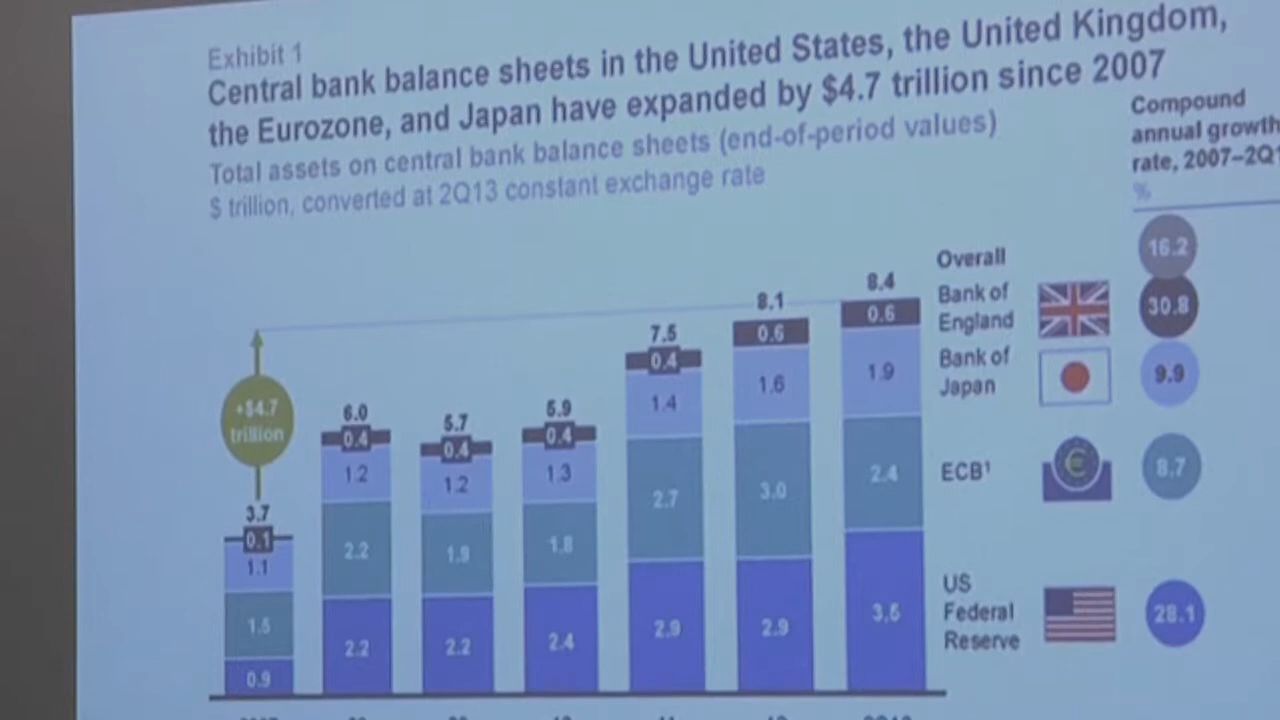 Exhibit 1
Central bank balance sheets in the United States, the United Kingdom,
the Eurozone, and Japan have expanded by $4.7 trillion since 2007
Total assets on central bank balance sheets (end-of-period values)
$ trillion, converted at 2Q13 constant exchange rate
Compound
annual growth
rate, 2007–2Q1
%
Overall
16.2
Bank of
England
30.8
Bank of
Japan
9.9
ECB¹
8.7
US
Federal
Reserve
28.1
+$4.7
trillion
3.7
0.1
1.1
1.5
0.9
6.0
0.4
1.2
2.2
2.2
5.7
0.4
1.2
1.9
2.2
5.9
0.4
1.3
1.8
2.4
7.5
0.4
1.4
2.7
2.9
8.1
0.6
1.6
3.0
2.9
8.4
0.6
1.9
2.4